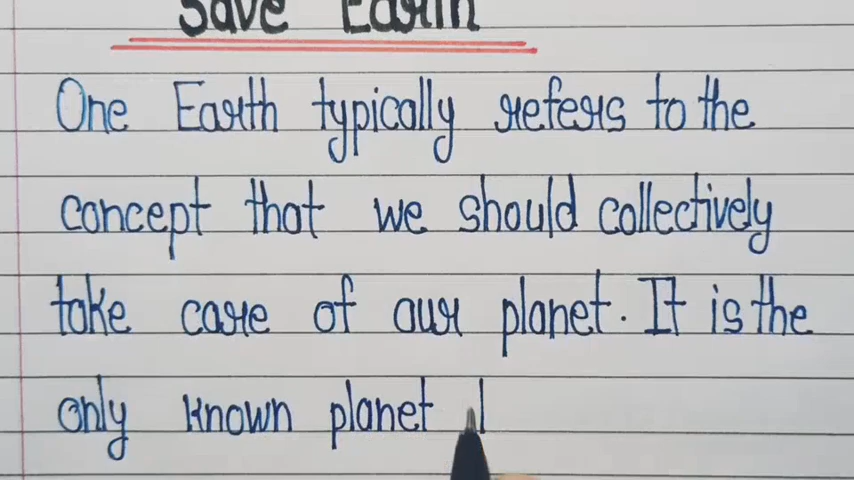 Save Earth
One Earth typically refers to the
concept that we should collectively
take care of our planet. It is the
only known planet